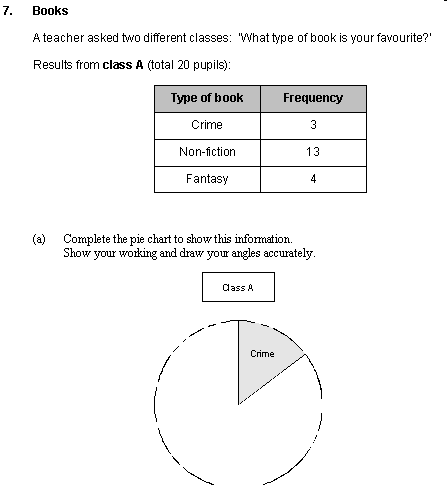 7. Books
A teacher asked two different classes: 'What type of book is your favourite?'
Results from class A (total 20 pupils):
Type of book Frequency
Crime 3
Non-fiction 13
Fantasy 4
(a) Complete the pie chart to show this information.
Show your working and draw your angles accurately.
Class A
Crime